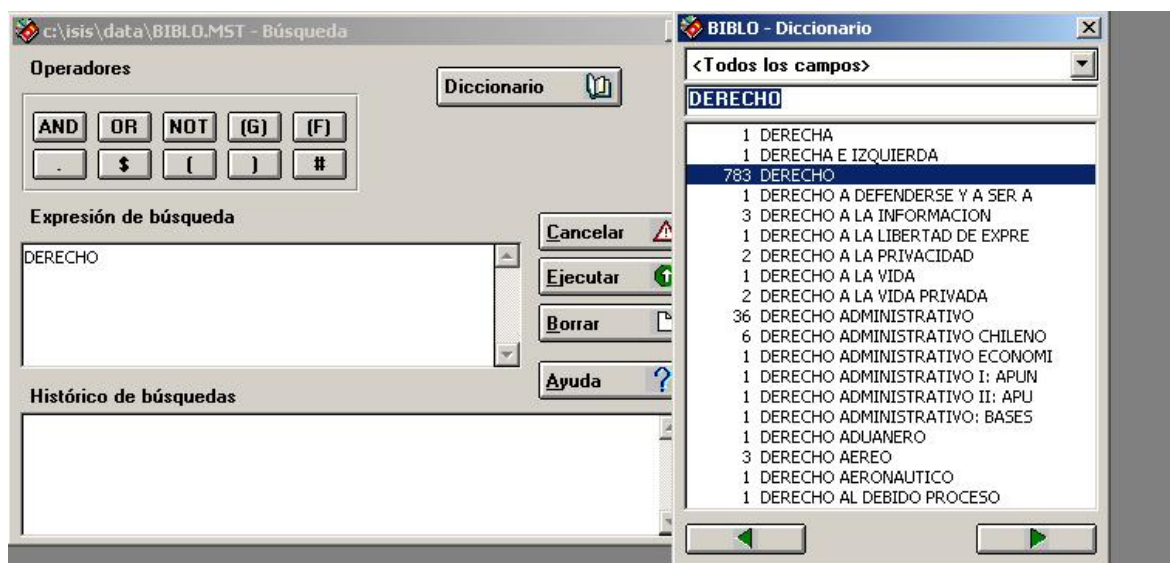 c:\isis\data\BIBLO.MST - Búsqueda
Operadores
Diccionario
AND OR NOT (G) (F)
. $ ( ) #
Expresión de búsqueda
DERECHO
Cancelar
Ejecutar
Borrar
Ayuda
Histórico de búsquedas
BIBLO - Diccionario
<Todos los campos>
DERECHO
1 DERECHA
1 DERECHA E IZQUIERDA
783 DERECHO
1 DERECHO A DEFENDERSE Y A SER A
3 DERECHO A LA INFORMACION
1 DERECHO A LA LIBERTAD DE EXPRE
2 DERECHO A LA PRIVACIDAD
1 DERECHO A LA VIDA
2 DERECHO A LA VIDA PRIVADA
36 DERECHO ADMINISTRATIVO
6 DERECHO ADMINISTRATIVO CHILENO
1 DERECHO ADMINISTRATIVO ECONOMI
1 DERECHO ADMINISTRATIVO I: APUN
1 DERECHO ADMINISTRATIVO II: APU
1 DERECHO ADMINISTRATIVO: BASES
1 DERECHO ADUANERO
3 DERECHO AEREO
1 DERECHO AERONAUTICO
1 DERECHO AL DEBIDO PROCESO